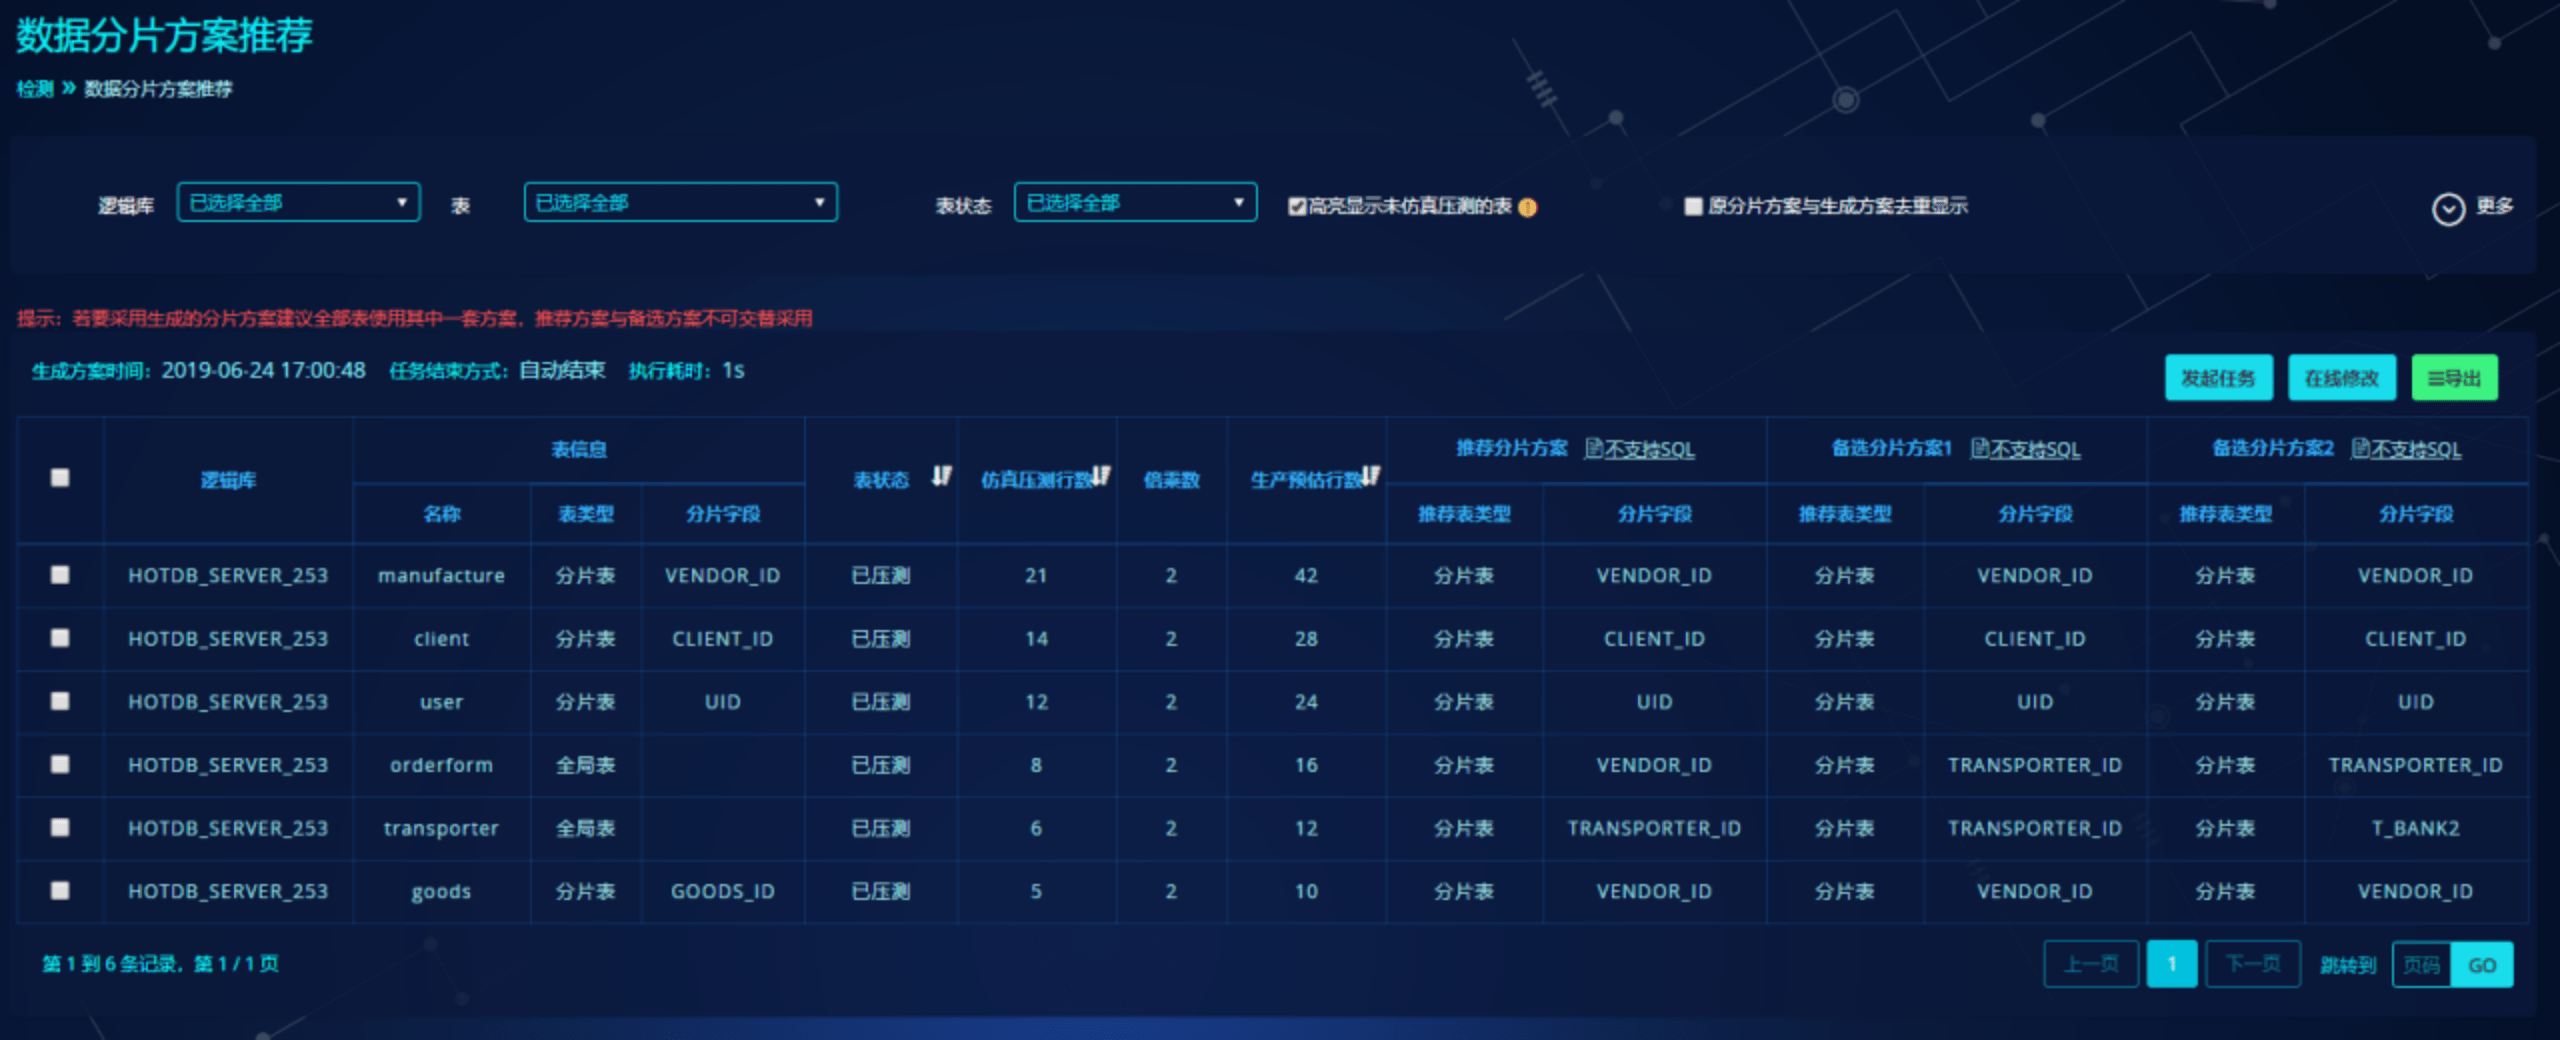 数据分片方案推荐
检测 » 数据分片方案推荐
逻辑库 已选择全部 表 已选择全部 表状态 已选择全部 高亮显示未仿真压测的表 原分片方案与生成方案去重显示 更多
提示：若要采用生成的分片方案建议全部表使用其中一套方案，推荐方案与备选方案不可交替采用
生成方案时间：2019-06-24 17:00:48 任务结束方式：自动结束 执行耗时：1s 发起任务 在线修改 导出
逻辑库 表信息 表状态 仿真压测行数 倍乘数 生产预估行数 推荐分片方案 不支持SQL 备选分片方案1 不支持SQL 备选分片方案2 不支持SQL
名称 表类型 分片字段 推荐表类型 分片字段 推荐表类型 分片字段 推荐表类型 分片字段
HOTDB_SERVER_253 manufacture 分片表 VENDOR_ID 已压测 21 2 42 分片表 VENDOR_ID 分片表 VENDOR_ID 分片表 VENDOR_ID
HOTDB_SERVER_253 client 分片表 CLIENT_ID 已压测 14 2 28 分片表 CLIENT_ID 分片表 CLIENT_ID 分片表 CLIENT_ID
HOTDB_SERVER_253 user 分片表 UID 已压测 12 2 24 分片表 UID 分片表 UID 分片表 UID
HOTDB_SERVER_253 orderform 全局表 已压测 8 2 16 分片表 VENDOR_ID 分片表 TRANSPORTER_ID 分片表 TRANSPORTER_ID
HOTDB_SERVER_253 transporter 全局表 已压测 6 2 12 分片表 TRANSPORTER_ID 分片表 TRANSPORTER_ID 分片表 T_BANK2
HOTDB_SERVER_253 goods 分片表 GOODS_ID 已压测 5 2 10 分片表 VENDOR_ID 分片表 VENDOR_ID 分片表 VENDOR_ID
第 1 到 6 条记录，第 1 / 1 页 上一页 1 下一页 跳转到 页码 GO